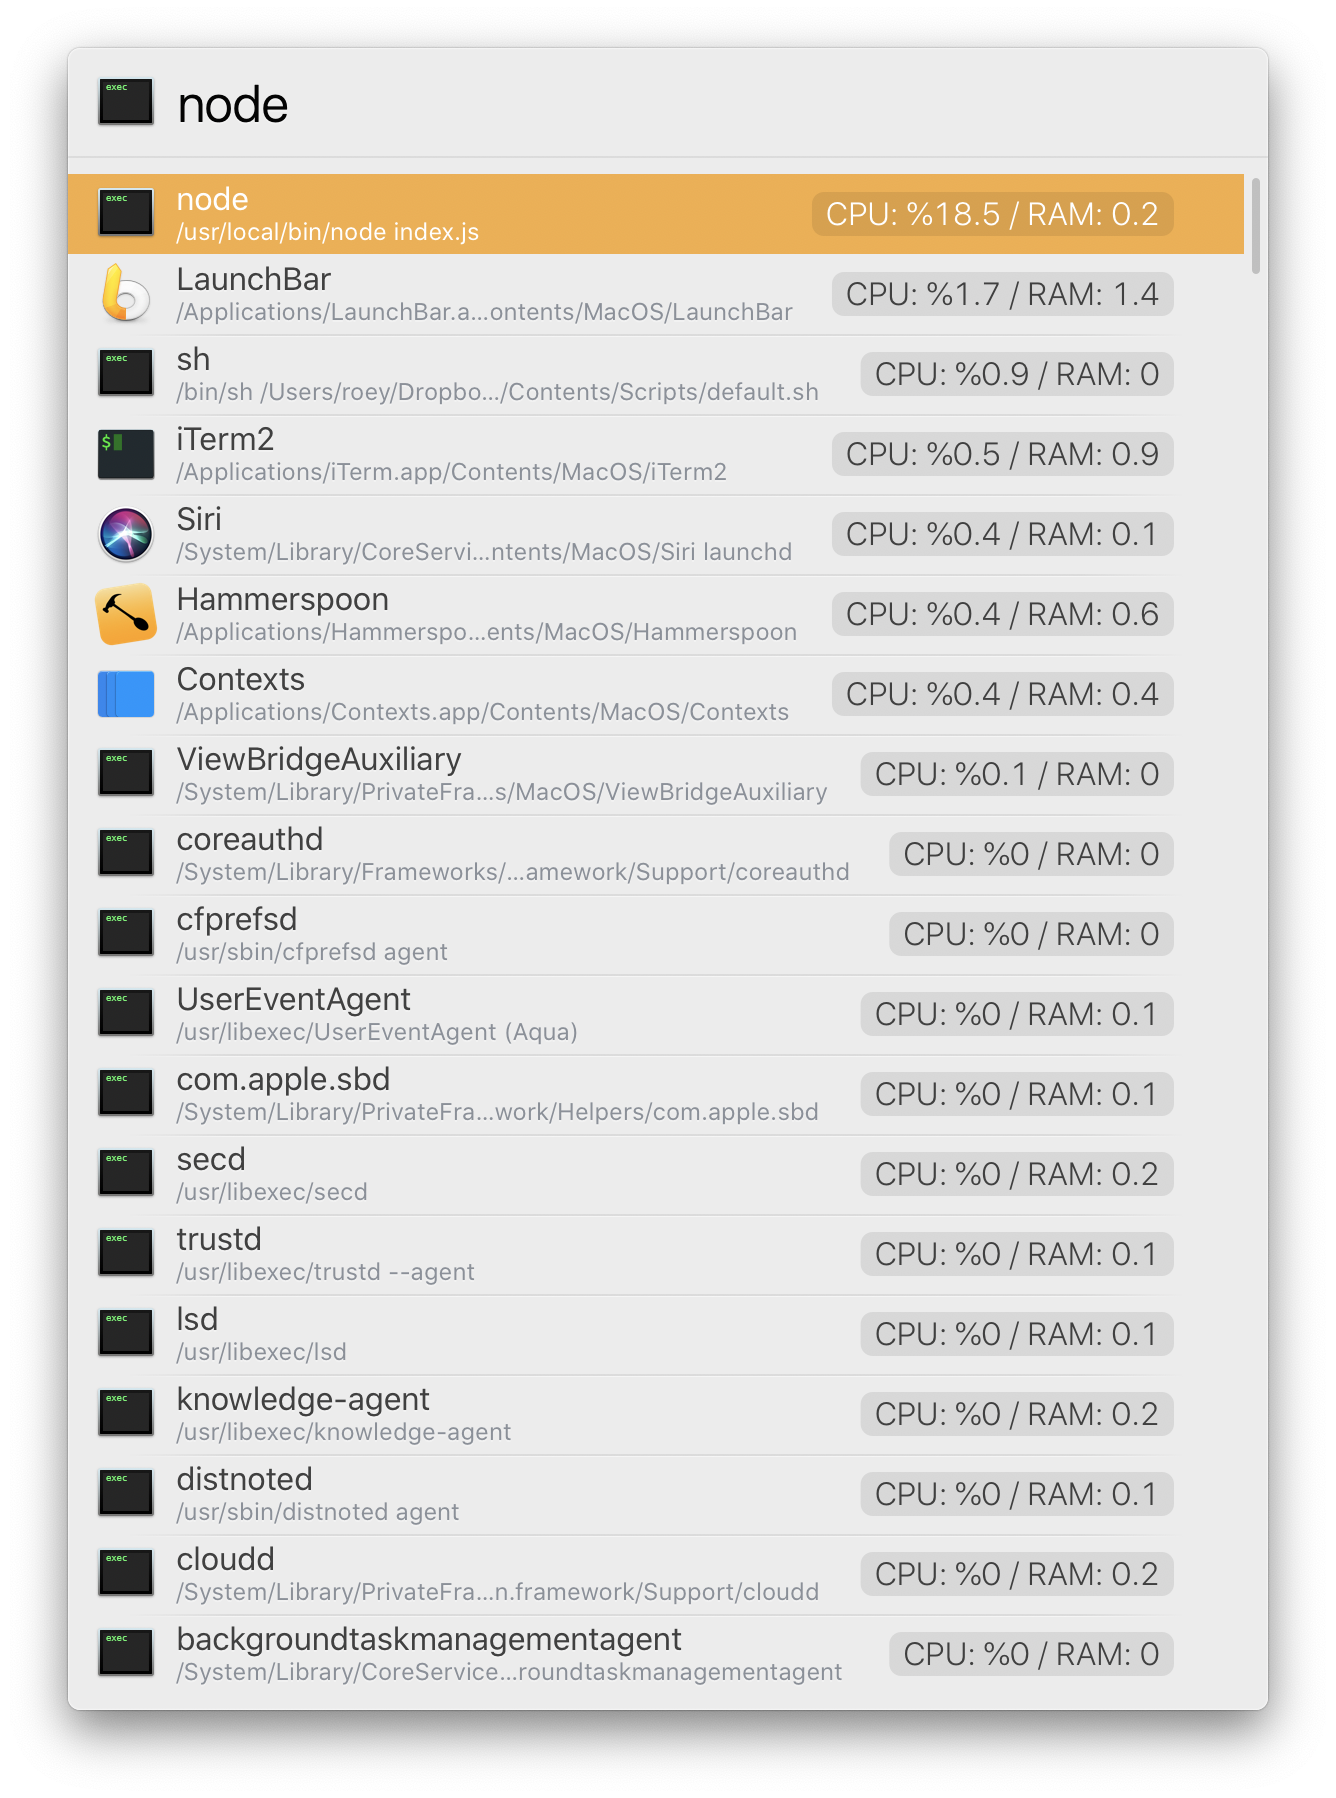 exec
node
exec
node
CPU: %18.5 / RAM: 0.2
/usr/local/bin/node index.js
LaunchBar
CPU: %1.7 / RAM: 1.4
/Applications/LaunchBar.a...ontents/MacOS/LaunchBar
exec
sh
CPU: %0.9 / RAM: 0
/bin/sh /Users/roey/Dropbo.../Contents/Scripts/default.sh
$
iTerm2
CPU: %0.5 / RAM: 0.9
/Applications/iTerm.app/Contents/MacOS/iTerm2
Siri
CPU: %0.4 / RAM: 0.1
/System/Library/CoreServi...ntents/MacOS/Siri launchd
Hammerspoon
CPU: %0.4 / RAM: 0.6
/Applications/Hammerspo...ents/MacOS/Hammerspoon
Contexts
CPU: %0.4 / RAM: 0.4
/Applications/Contexts.app/Contents/MacOS/Contexts
exec
ViewBridgeAuxiliary
CPU: %0.1 / RAM: 0
/System/Library/PrivateFra...s/MacOS/ViewBridgeAuxiliary
exec
coreauthd
CPU: %0 / RAM: 0
/System/Library/Frameworks/...amework/Support/coreauthd
exec
cfprefsd
CPU: %0 / RAM: 0
/usr/sbin/cfprefsd agent
exec
UserEventAgent
CPU: %0 / RAM: 0.1
/usr/libexec/UserEventAgent (Aqua)
exec
com.apple.sbd
CPU: %0 / RAM: 0.1
/System/Library/PrivateFra...work/Helpers/com.apple.sbd
exec
secd
CPU: %0 / RAM: 0.2
/usr/libexec/secd
exec
trustd
CPU: %0 / RAM: 0.1
/usr/libexec/trustd --agent
exec
lsd
CPU: %0 / RAM: 0.1
/usr/libexec/lsd
exec
knowledge-agent
CPU: %0 / RAM: 0.2
/usr/libexec/knowledge-agent
exec
distnoted
CPU: %0 / RAM: 0.1
/usr/sbin/distnoted agent
exec
cloudd
CPU: %0 / RAM: 0.2
/System/Library/PrivateFra...n.framework/Support/cloudd
exec
backgroundtaskmanagementagent
CPU: %0 / RAM: 0
/System/Library/CoreService...roundtaskmanagementagent